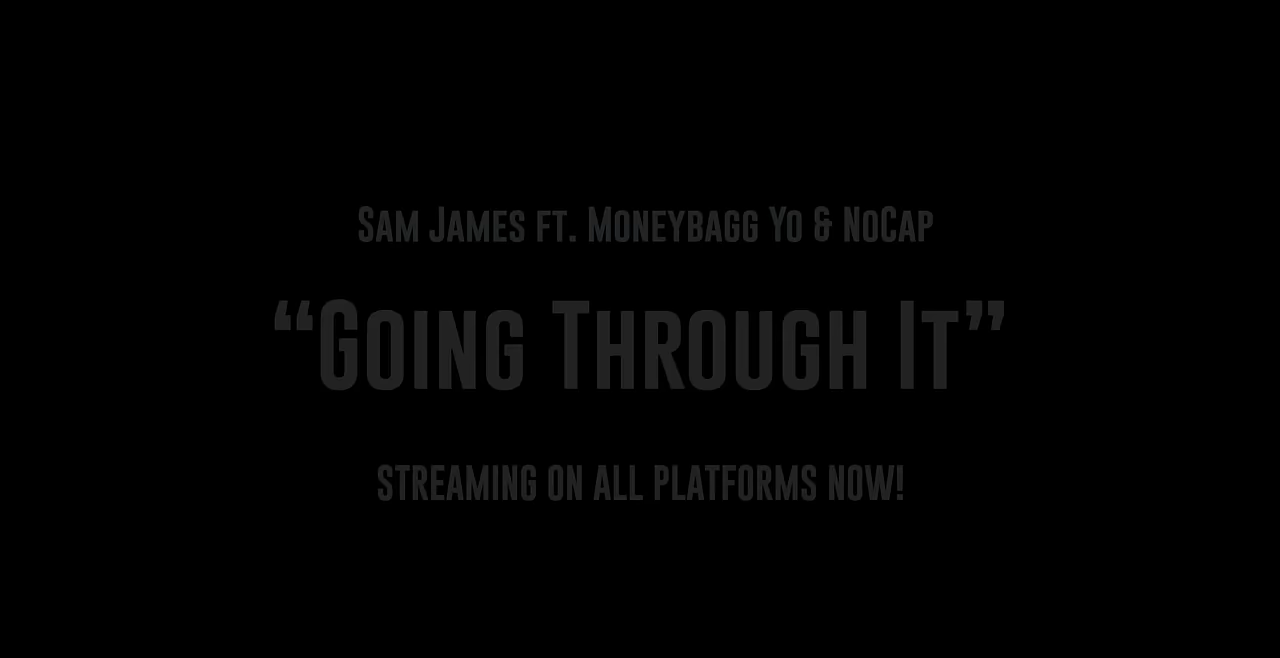 Sam James ft. Moneybagg Yo & NoCap
“Going Through It”
STREAMING ON ALL PLATFORMS NOW!